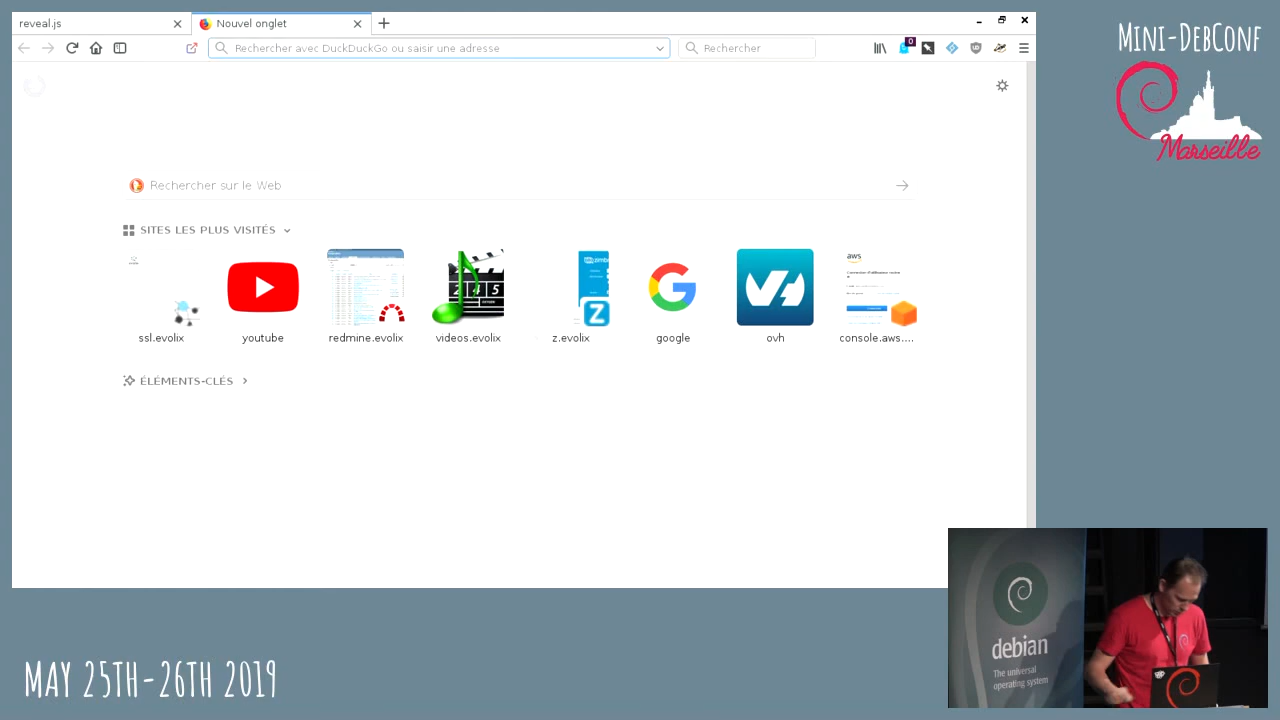 reveal.js
Nouvel onglet
Rechercher avec DuckDuckGo ou saisir une adresse
Rechercher
0
Mini-DebConf
Marseille
Rechercher sur le Web
SITES LES PLUS VISITÉS
aws
ssl.evolix
youtube
redmine.evolix
videos.evolix
z.evolix
google
ovh
console.aws....
ÉLÉMENTS-CLÉS
debian
The universal
operating system
MAY 25TH-26TH 2019